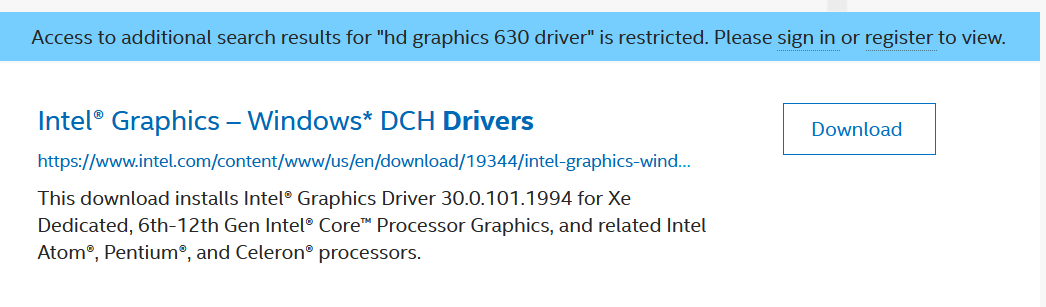 Access to additional search results for "hd graphics 630 driver" is restricted. Please sign in or register to view.
Intel® Graphics – Windows* DCH Drivers
Download
https://www.intel.com/content/www/us/en/download/19344/intel-graphics-wind...
This download installs Intel® Graphics Driver 30.0.101.1994 for Xe
Dedicated, 6th-12th Gen Intel® Core™ Processor Graphics, and related Intel
Atom®, Pentium®, and Celeron® processors.